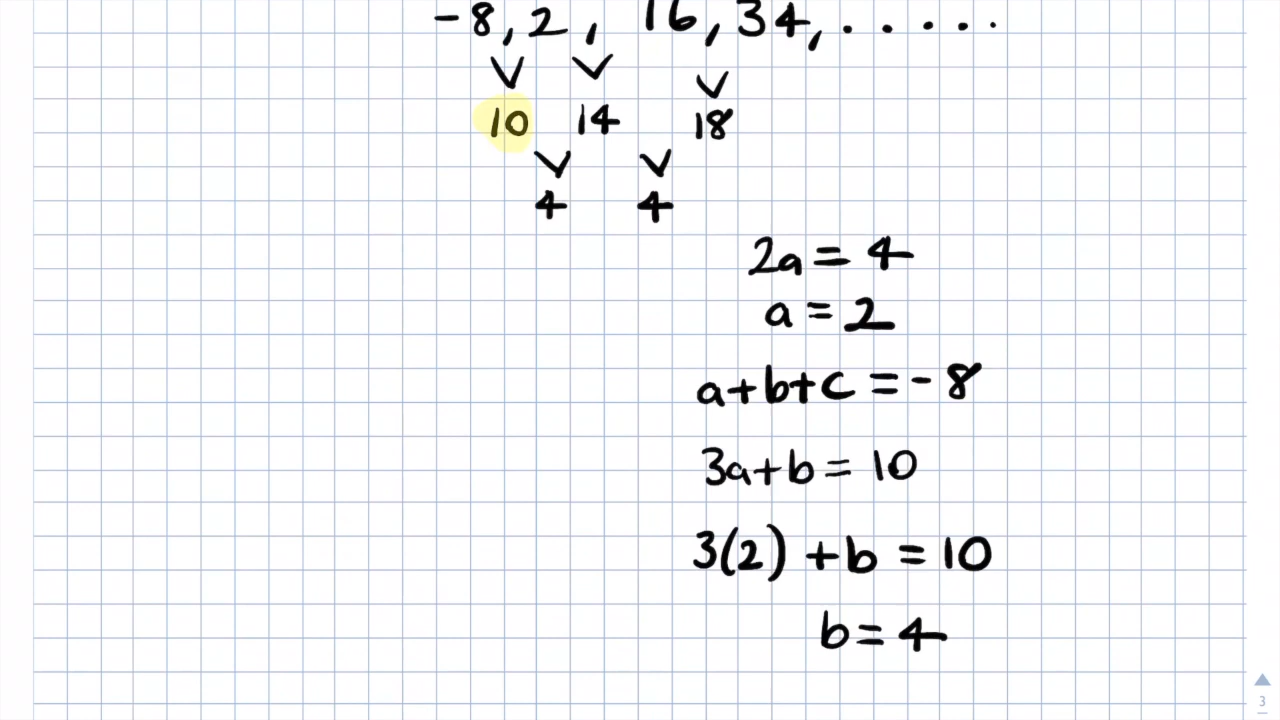 -8, 2, 16, 34, . . . . .
10 14 18
4 4
2a = 4
a = 2
a+b+c = -8
3a+b = 10
3(2) +b = 10
b = 4
3